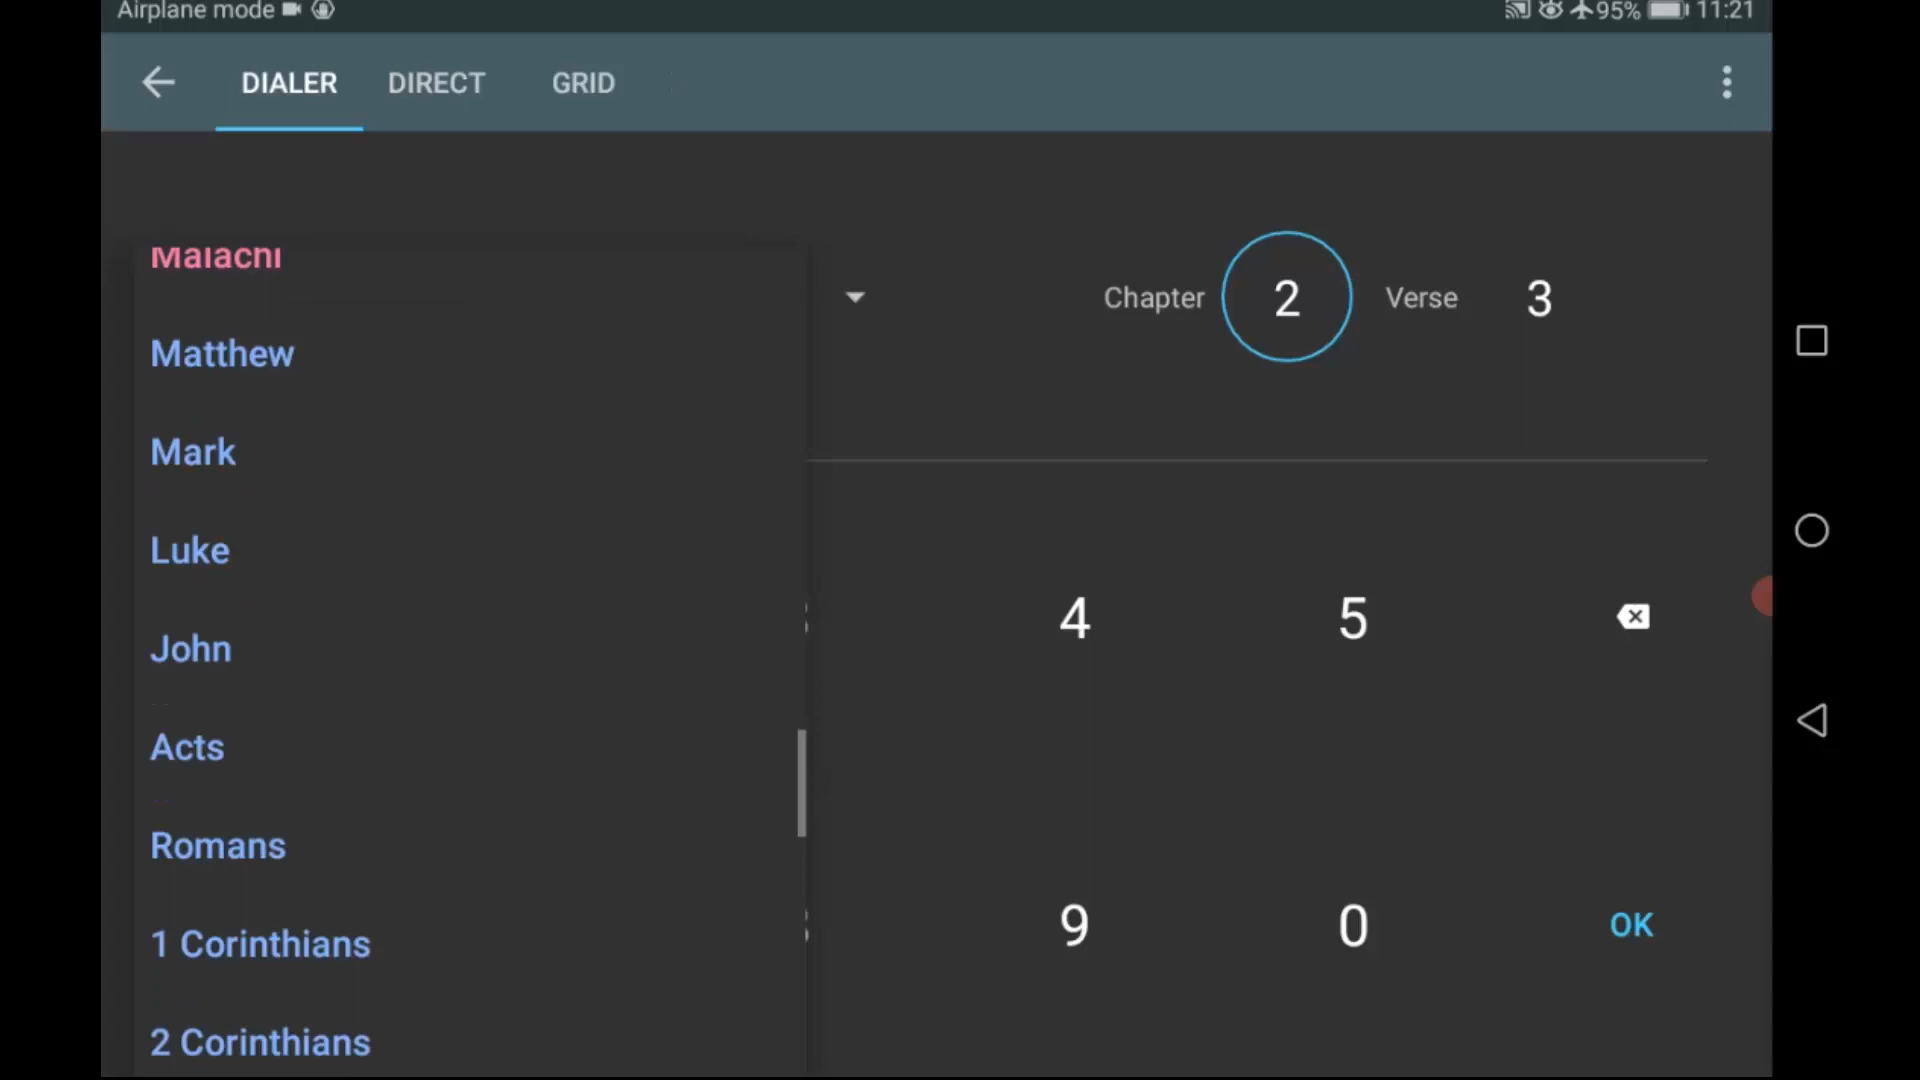 Airplane mode 95% 11:21
DIALER DIRECT GRID
Malachi
Chapter 2 Verse 3
Matthew
Mark
Luke
4 5
John
Acts
Romans
9 0 OK
1 Corinthians
2 Corinthians